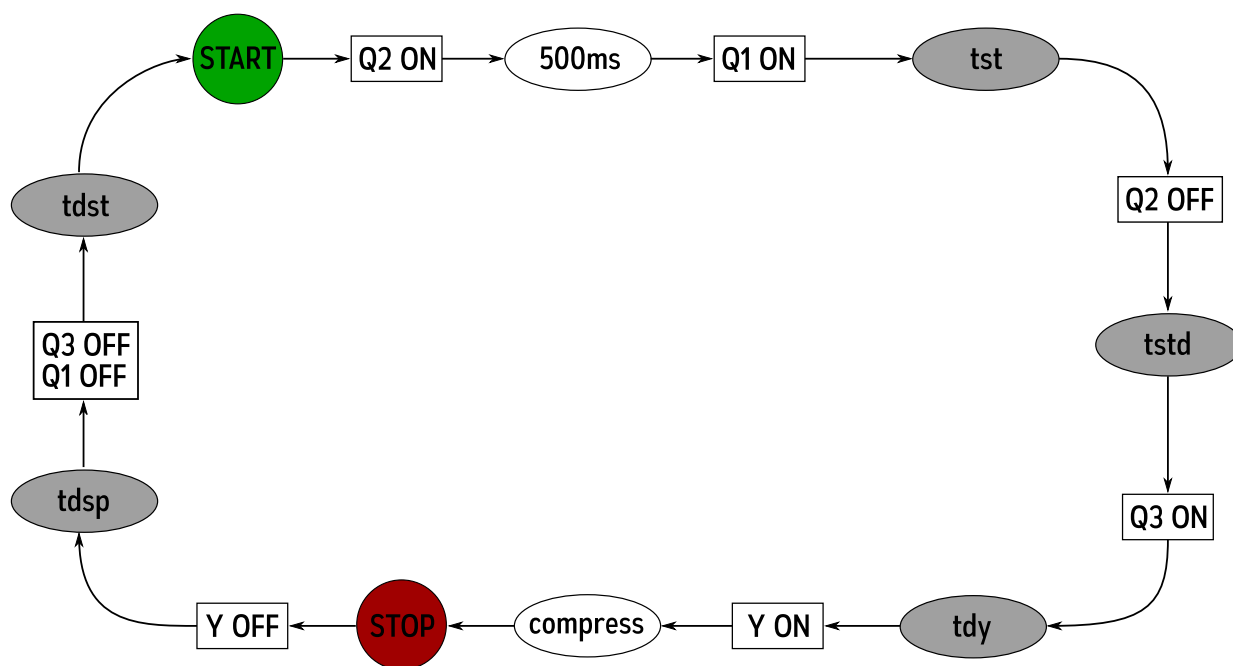 START
Q2 ON
500ms
Q1 ON
tst
Q2 OFF
tstd
Q3 ON
tdy
Y ON
compress
STOP
Y OFF
tdsp
Q3 OFF
Q1 OFF
tdst